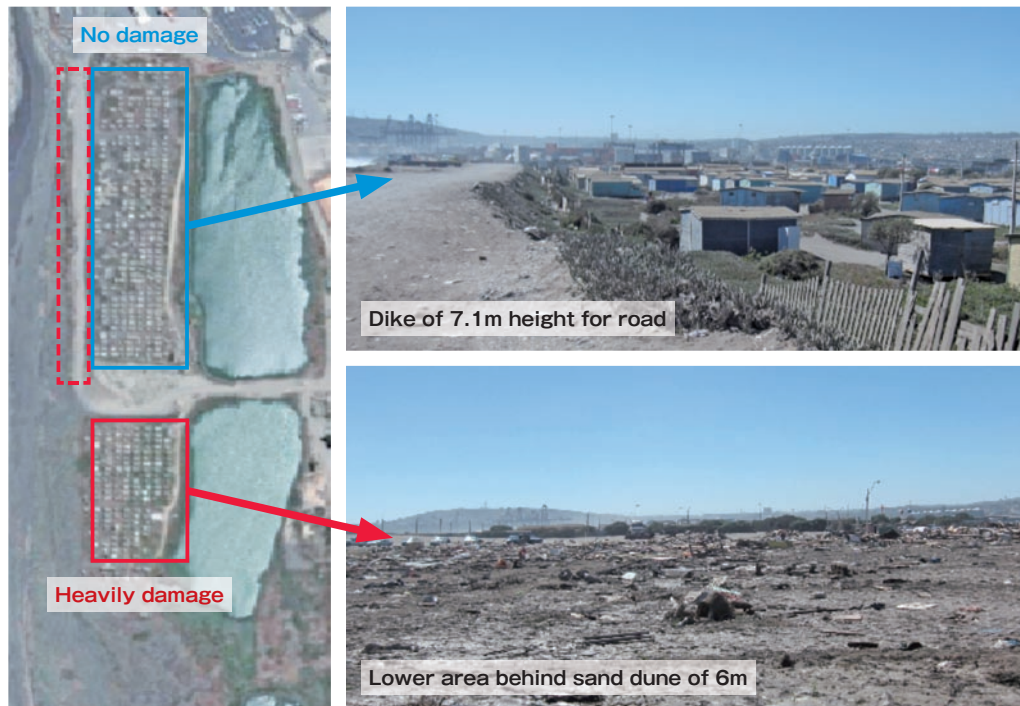 No damage
Heavily damage
Dike of 7.1m height for road
Lower area behind sand dune of 6m